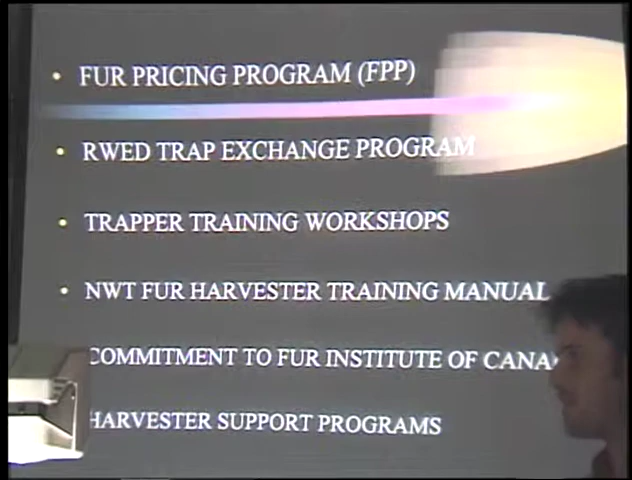 • FUR PRICING PROGRAM (FPP)
• RWED TRAP EXCHANGE PROGRAM
• TRAPPER TRAINING WORKSHOPS
• NWT FUR HARVESTER TRAINING MANUAL
COMMITMENT TO FUR INSTITUTE OF
HARVESTER SUPPORT PROGRAMS